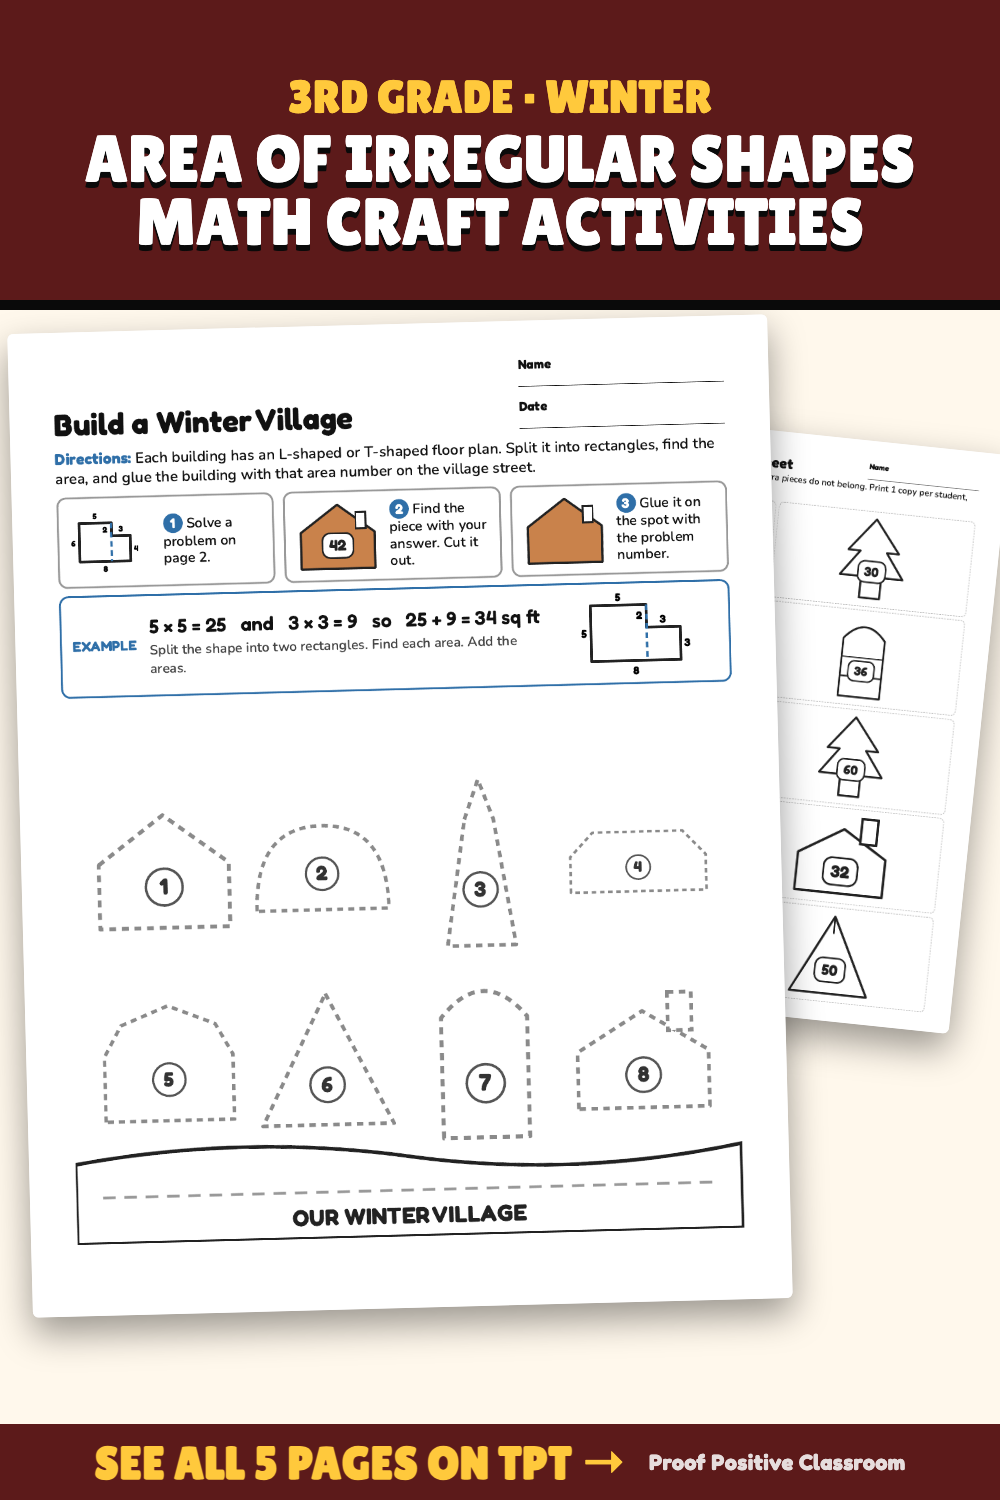 3RD GRADE · WINTER
AREA OF IRREGULAR SHAPES
MATH CRAFT ACTIVITIES
Name
Date
Build a Winter Village
Directions: Each building has an L-shaped or T-shaped floor plan. Split it into rectangles, find the
area, and glue the building with that area number on the village street.
5
2 3
6
4
8
1 Solve a
problem on
page 2.
42
2 Find the
piece with your
answer. Cut it
out.
3 Glue it on
the spot with
the problem
number.
EXAMPLE
5 × 5 = 25 and 3 × 3 = 9 so 25 + 9 = 34 sq ft
Split the shape into two rectangles. Find each area. Add the
areas.
5
2 3
5
3
8
1
2
3
4
5
6
7
8
OUR WINTER VILLAGE
eet
Name
ra pieces do not belong. Print 1 copy per student,
30
36
60
32
50
SEE ALL 5 PAGES ON TPT →
Proof Positive Classroom